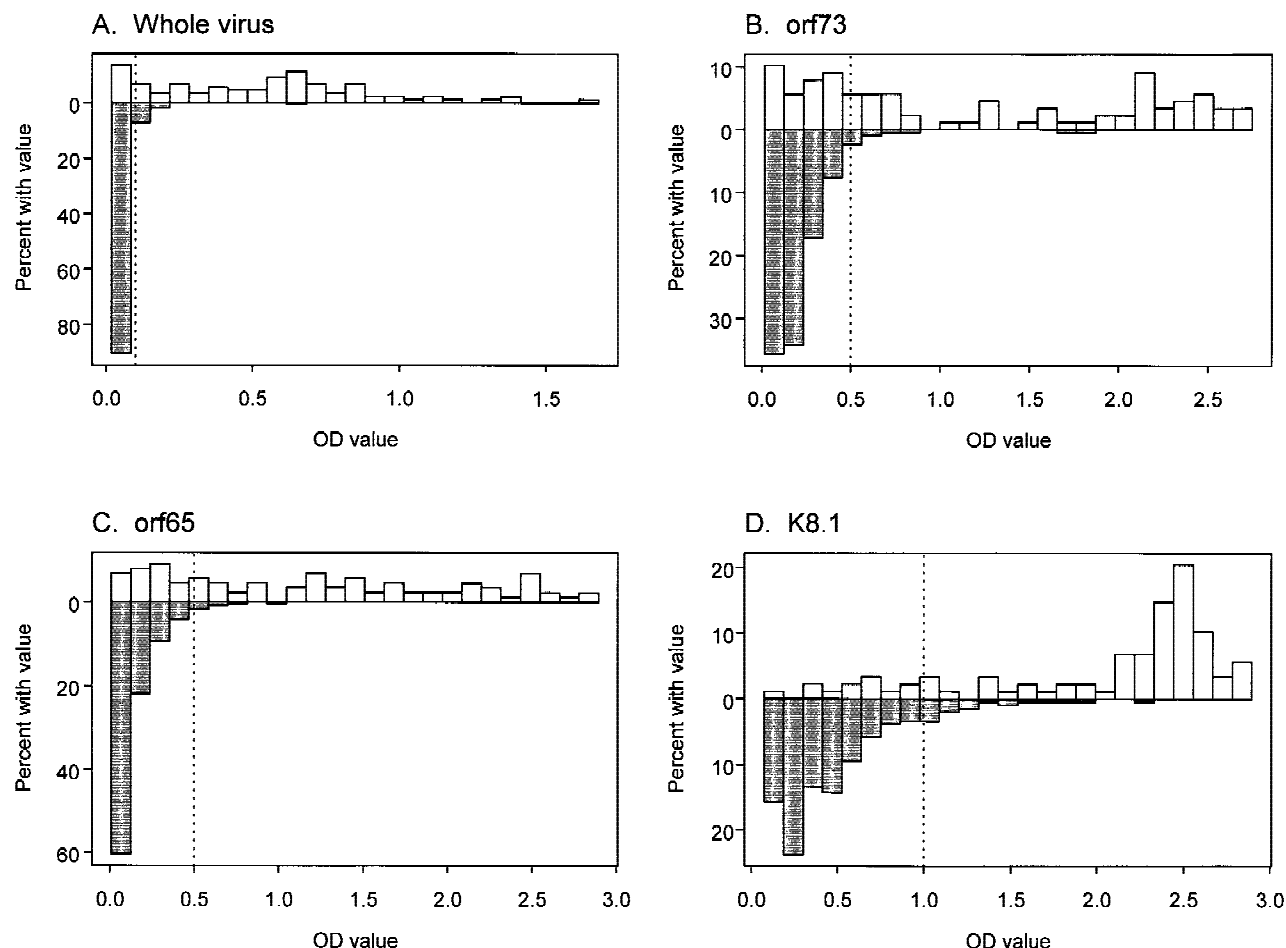 A. Whole virus
Percent with value
0
20
40
60
80
0.0 0.5 1.0 1.5
OD value
B. orf73
Percent with value
10
0
10
20
30
0.0 0.5 1.0 1.5 2.0 2.5
OD value
C. orf65
Percent with value
0
20
40
60
0.0 0.5 1.0 1.5 2.0 2.5 3.0
OD value
D. K8.1
Percent with value
20
10
0
10
20
0.0 0.5 1.0 1.5 2.0 2.5 3.0
OD value